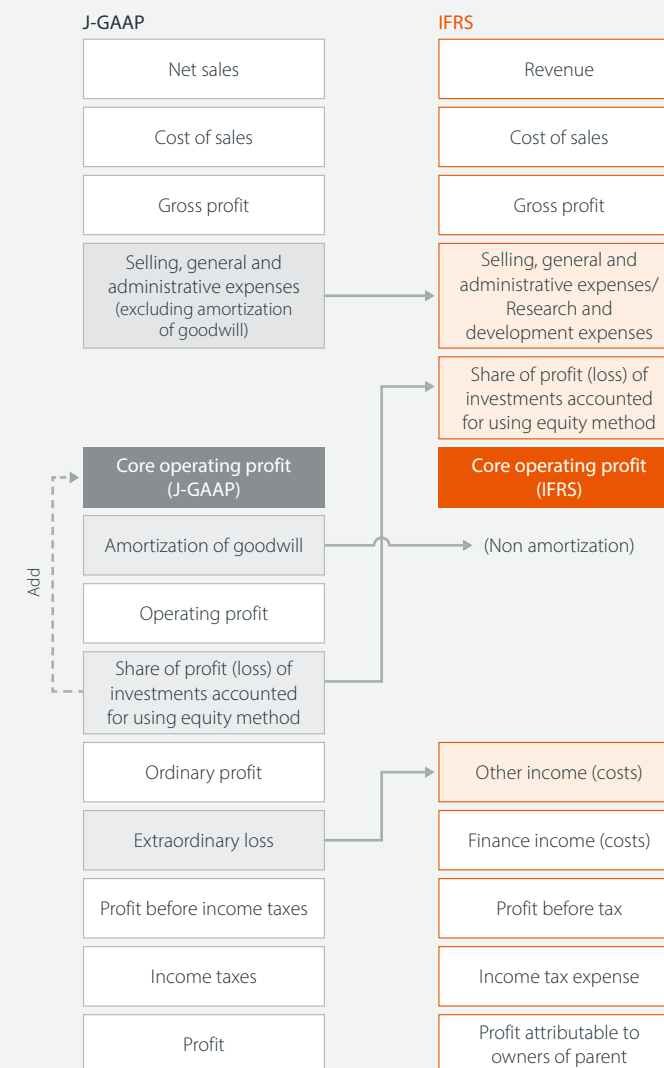 J-GAAP
Net sales
Cost of sales
Gross profit
Selling, general and
administrative expenses
(excluding amortization
of goodwill)
Core operating profit
(J-GAAP)
Amortization of goodwill
Operating profit
Share of profit (loss) of
investments accounted
for using equity method
Ordinary profit
Extraordinary loss
Profit before income taxes
Income taxes
Profit
Add
IFRS
Revenue
Cost of sales
Gross profit
Selling, general and
administrative expenses/
Research and
development expenses
Share of profit (loss) of
investments accounted
for using equity method
Core operating profit
(IFRS)
(Non amortization)
Other income (costs)
Finance income (costs)
Profit before tax
Income tax expense
Profit attributable to
owners of parent